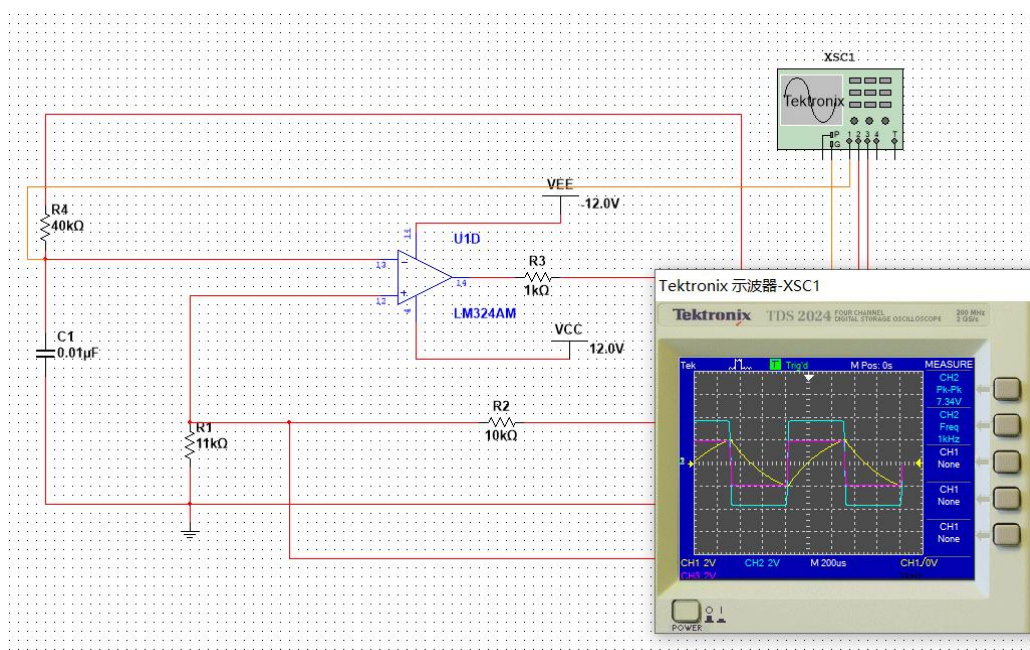 XSC1
Tektronix
P
G
1 2 3 4
T
VEE
-12.0V
R4
40kΩ
11
U1D
13
R3
14
1kΩ
12
4
LM324AM
VCC
12.0V
C1
0.01µF
R2
10kΩ
R1
11kΩ
Tektronix 示波器-XSC1
Tektronix TDS 2024 FOUR CHANNEL DIGITAL STORAGE OSCILLOSCOPE 200 MHz 2 GS/s
Tek T Trig'd M Pos: 0s MEASURE
CH2
Pk-Pk
7.34V
CH2
Freq
1kHz
3
CH1
None
CH1
None
CH1
None
CH1 2V CH2 2V M 200us CH1/0V
CH3 2V
POWER